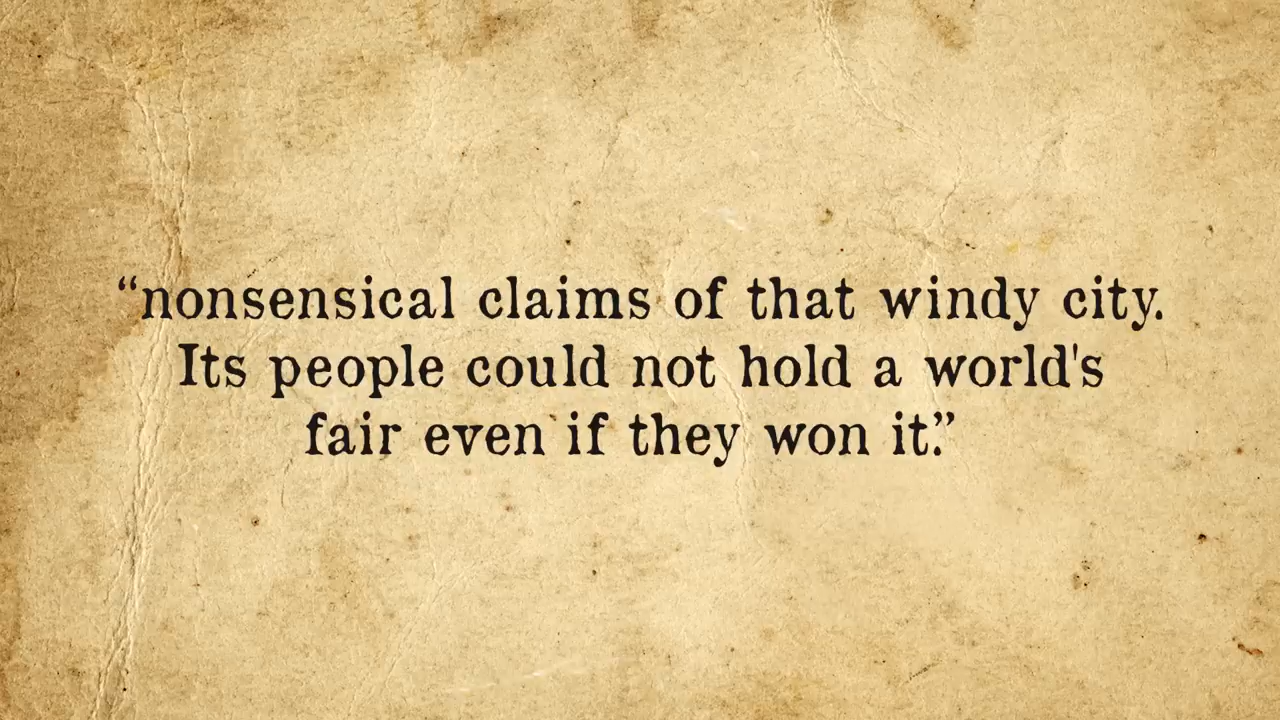 “nonsensical claims of that windy city.
Its people could not hold a world's
fair even if they won it.”